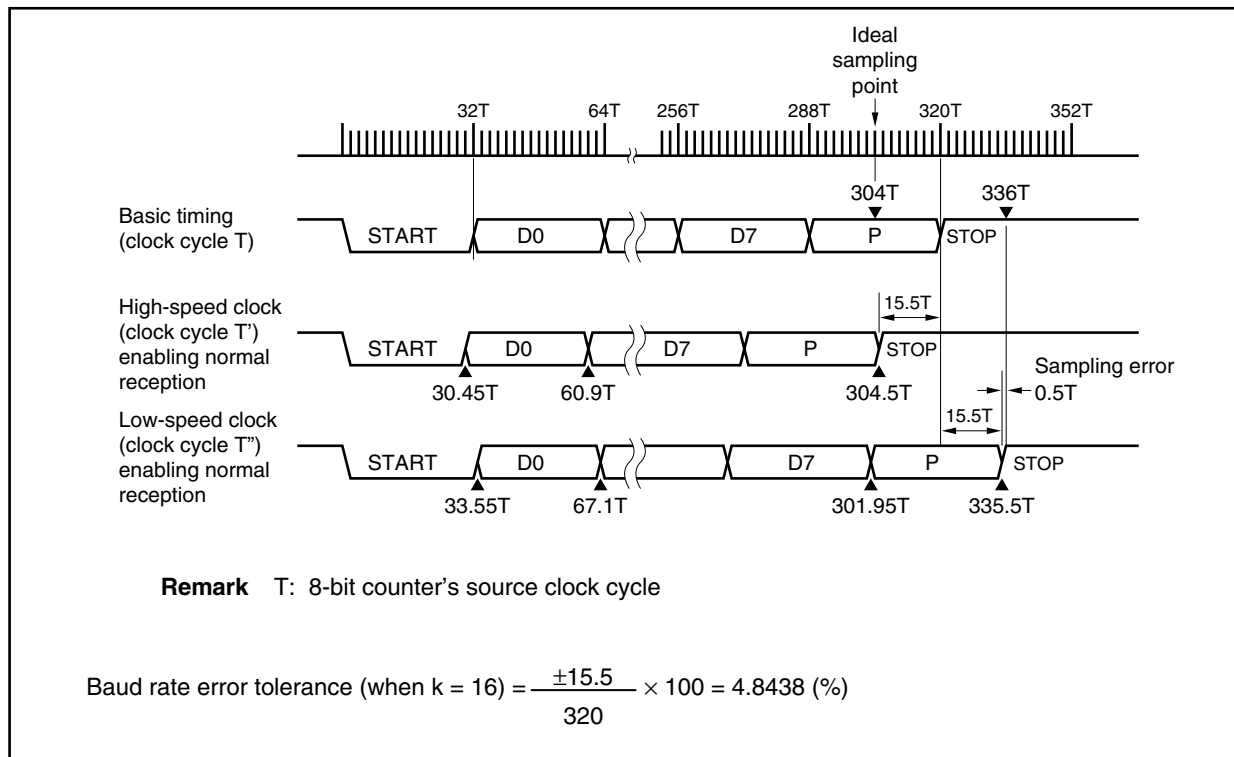 Ideal
sampling
point
32T 64T 256T 288T 320T 352T
304T 336T
Basic timing
(clock cycle T)
START D0 D7 P STOP
High-speed clock
(clock cycle T')
enabling normal
reception
15.5T
START D0 D7 P STOP
30.45T 60.9T 304.5T
Sampling error
0.5T
Low-speed clock
(clock cycle T")
enabling normal
reception
15.5T
START D0 D7 P STOP
33.55T 67.1T 301.95T 335.5T
Remark T: 8-bit counter's source clock cycle
Baud rate error tolerance (when k = 16) = ±15.5 / 320 × 100 = 4.8438 (%)